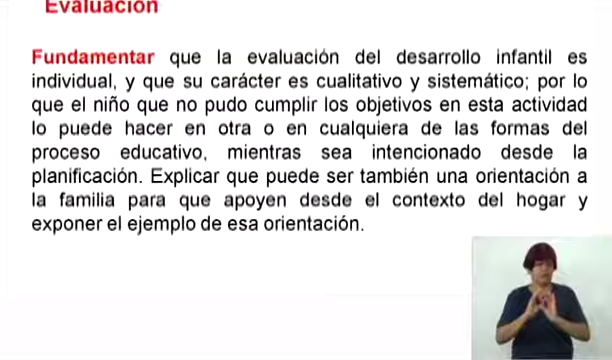 Evaluación
Fundamentar que la evaluación del desarrollo infantil es
individual, y que su carácter es cualitativo y sistemático; por lo
que el niño que no pudo cumplir los objetivos en esta actividad
lo puede hacer en otra o en cualquiera de las formas del
proceso educativo, mientras sea intencionado desde la
planificación. Explicar que puede ser también una orientación a
la familia para que apoyen desde el contexto del hogar y
exponer el ejemplo de esa orientación.